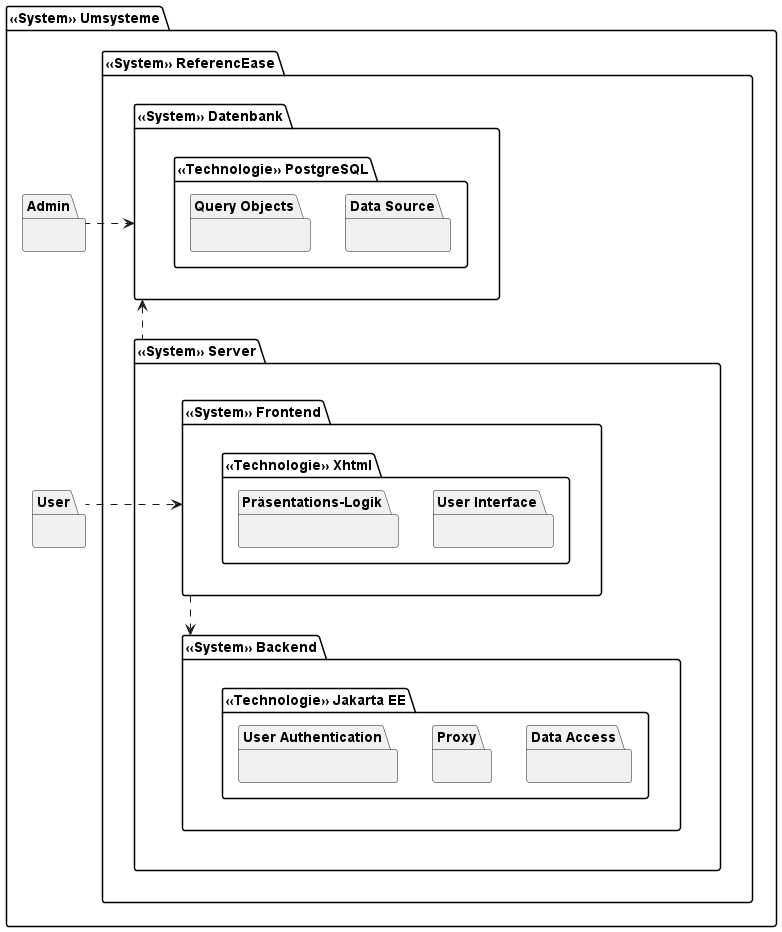 ‹‹System›› Umsysteme
‹‹System›› ReferencEase
‹‹System›› Datenbank
‹‹Technologie›› PostgreSQL
Admin
Query Objects
Data Source
‹‹System›› Server
‹‹System›› Frontend
‹‹Technologie›› Xhtml
User
Präsentations-Logik
User Interface
‹‹System›› Backend
‹‹Technologie›› Jakarta EE
User Authentication
Proxy
Data Access